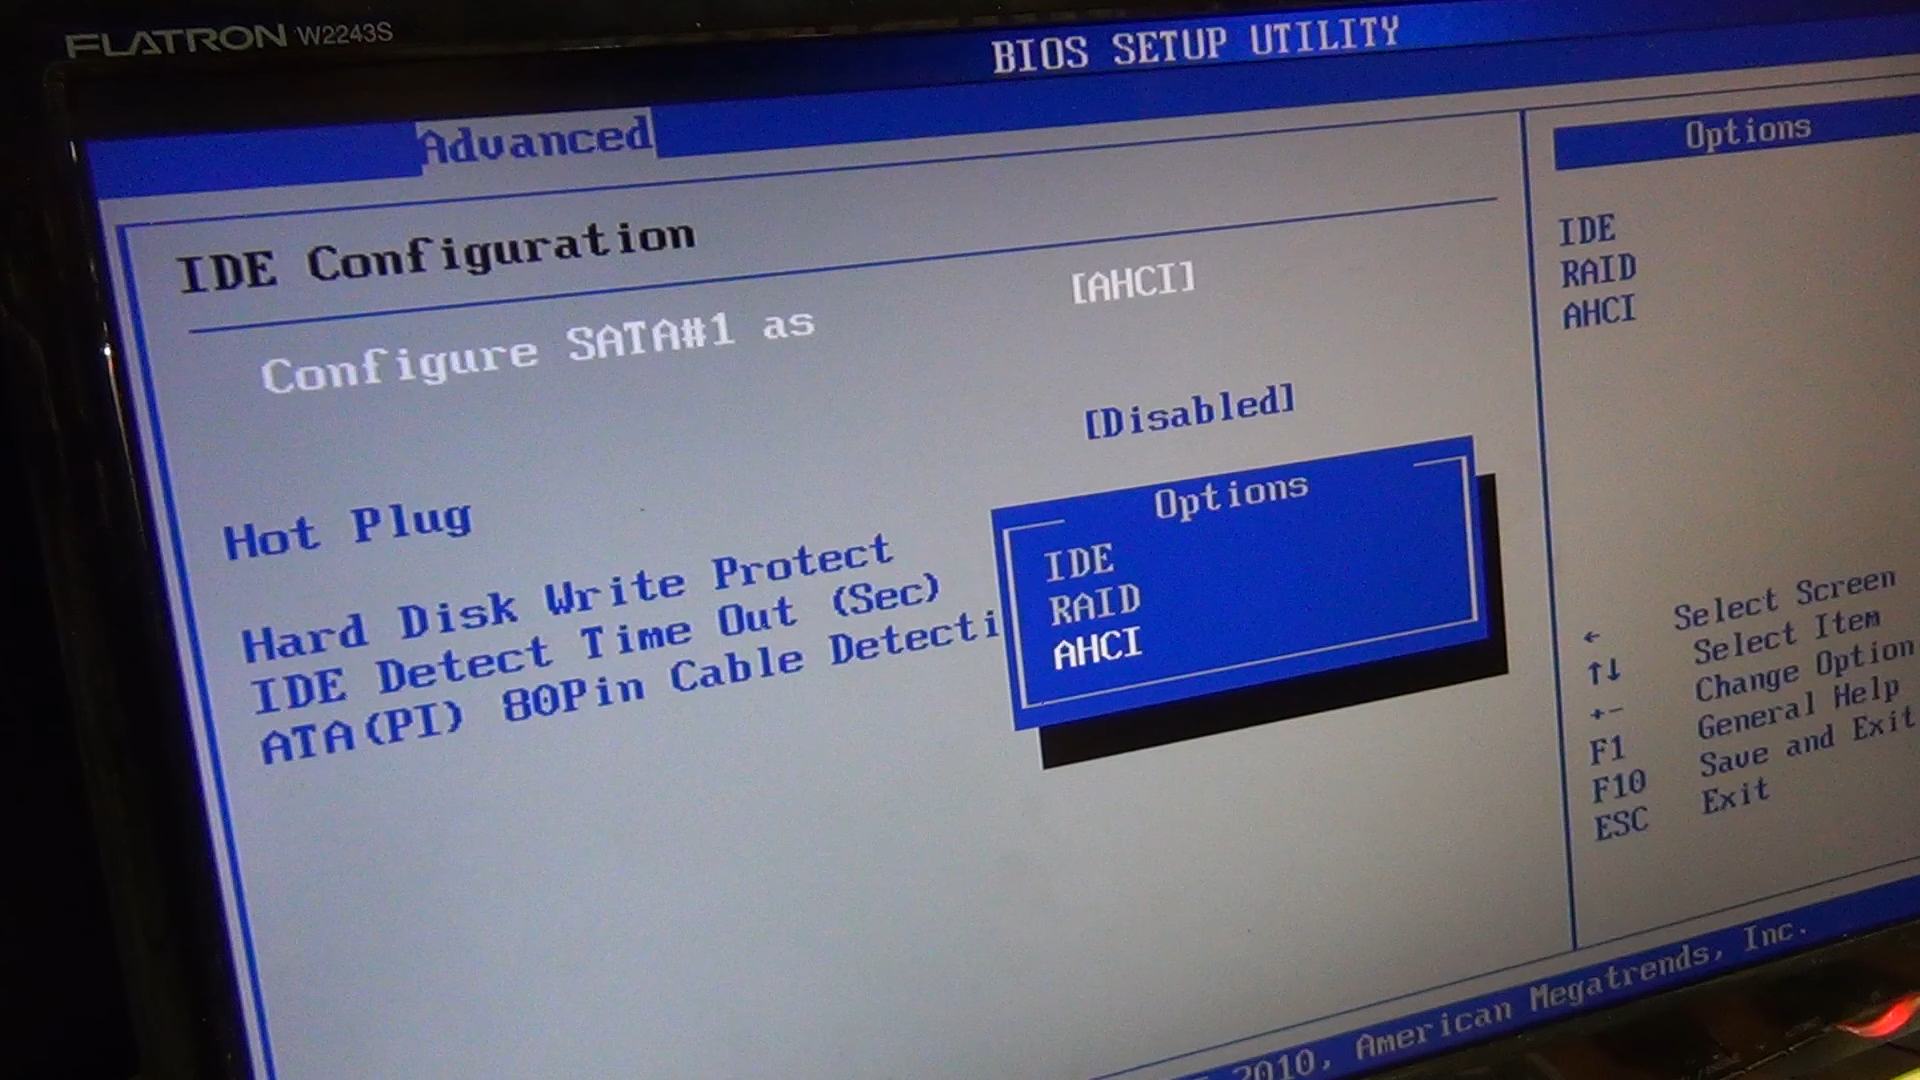 FLATRON W2243S
BIOS SETUP UTILITY
Advanced
IDE Configuration
Configure SATA#1 as [AHCI]
Hot Plug [Disabled]
Hard Disk Write Protect
IDE Detect Time Out (Sec)
ATA(PI) 80Pin Cable Detecti
Options
IDE
RAID
AHCI
Options
IDE
RAID
AHCI
← Select Screen
↑↓ Select Item
+- Change Option
F1 General Help
F10 Save and Exit
ESC Exit
2010, American Megatrends, Inc.